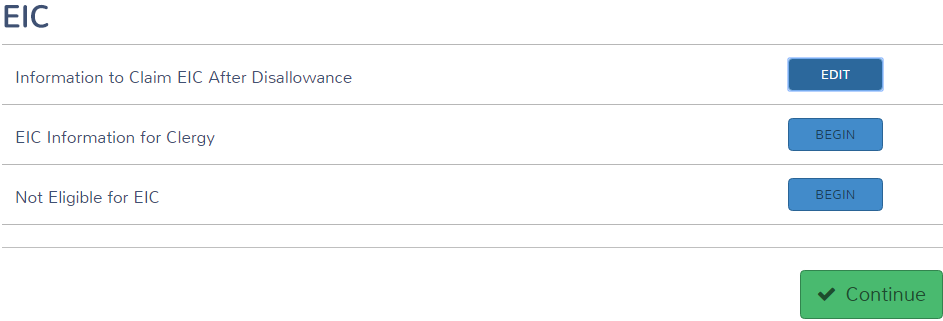 EIC
Information to Claim EIC After Disallowance
EDIT
EIC Information for Clergy
BEGIN
Not Eligible for EIC
BEGIN
Continue